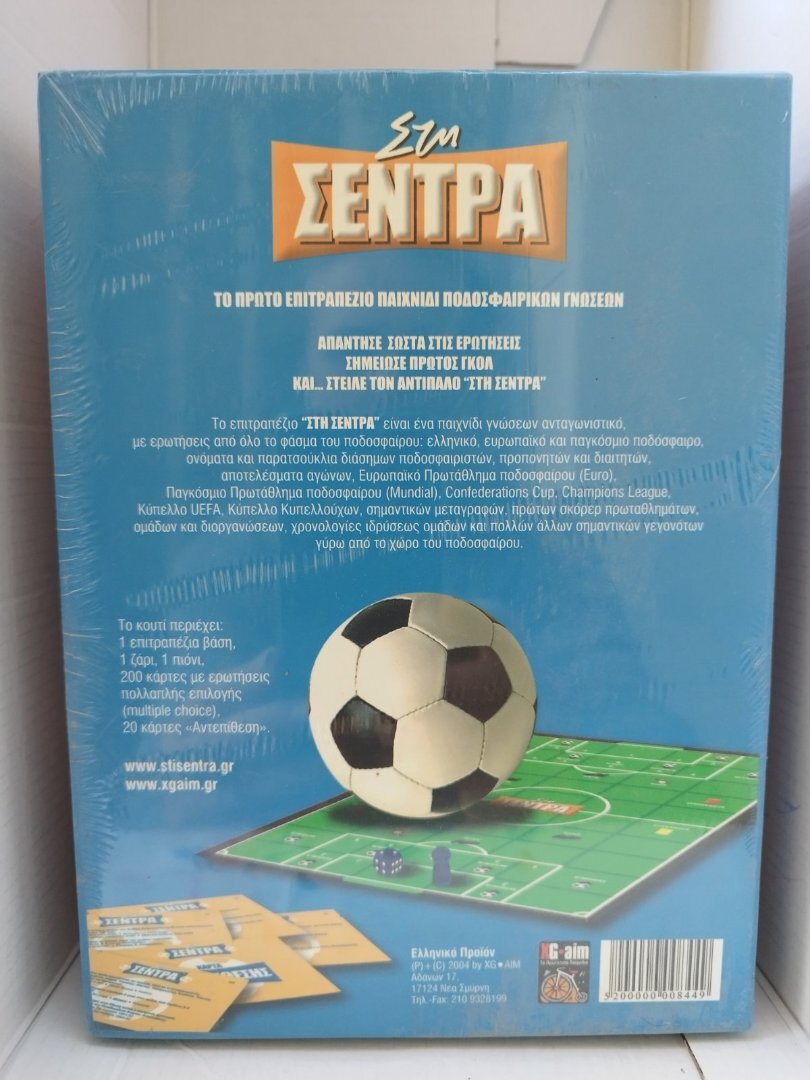 Στη
ΣΕΝΤΡΑ
ΤΟ ΠΡΩΤΟ ΕΠΙΤΡΑΠΕΖΙΟ ΠΑΙΧΝΙΔΙ ΠΟΔΟΣΦΑΙΡΙΚΩΝ ΓΝΩΣΕΩΝ
ΑΠΑΝΤΗΣΕ ΣΩΣΤΑ ΣΤΙΣ ΕΡΩΤΗΣΕΙΣ
ΣΗΜΕΙΩΣΕ ΠΡΩΤΟΣ ΓΚΟΛ
ΚΑΙ... ΣΤΕΙΛΕ ΤΟΝ ΑΝΤΙΠΑΛΟ “ΣΤΗ ΣΕΝΤΡΑ”
Το επιτραπέζιο “ΣΤΗ ΣΕΝΤΡΑ” είναι ένα παιχνίδι γνώσεων ανταγωνιστικό,
με ερωτήσεις από όλο το φάσμα του ποδοσφαίρου: ελληνικό, ευρωπαϊκό και παγκόσμιο ποδόσφαιρο,
ονόματα και παρατσούκλια διάσημων ποδοσφαιριστών, προπονητών και διαιτητών,
αποτελέσματα αγώνων, Ευρωπαϊκό Πρωτάθλημα ποδοσφαίρου (Euro),
Παγκόσμιο Πρωτάθλημα ποδοσφαίρου (Mundial), Confederations Cup, Champions League,
Κύπελλο UEFA, Κύπελλο Κυπελλούχων, σημαντικών μεταγραφών, πρώτων σκόρερ πρωταθλημάτων,
ομάδων και διοργανώσεων, χρονολογίες ιδρύσεως ομάδων και πολλών άλλων σημαντικών γεγονότων
γύρω από το χώρο του ποδοσφαίρου.
Το κουτί περιέχει:
1 επιτραπέζια βάση,
1 ζάρι, 1 πιόνι,
200 κάρτες με ερωτήσεις
πολλαπλής επιλογής
(multiple choice),
20 κάρτες «Αντεπίθεση».
www.stisentra.gr
www.xgaim.gr
ΣΕΝΤΡΑ
ΣΕΝΤΡΑ
ΣΕΝΤΡΑ
ΣΕΝΤΡΑ
ΣΕΝΤΡΑ
ΚΑΡΤΑ
Ελληνικό Προϊόν
(P) + (C) 2004 by XG●AIM
Αδάνων 17,
17124 Νέα Σμύρνη
Τηλ.-Fax: 210 9328199
XG●aim
5200000008449